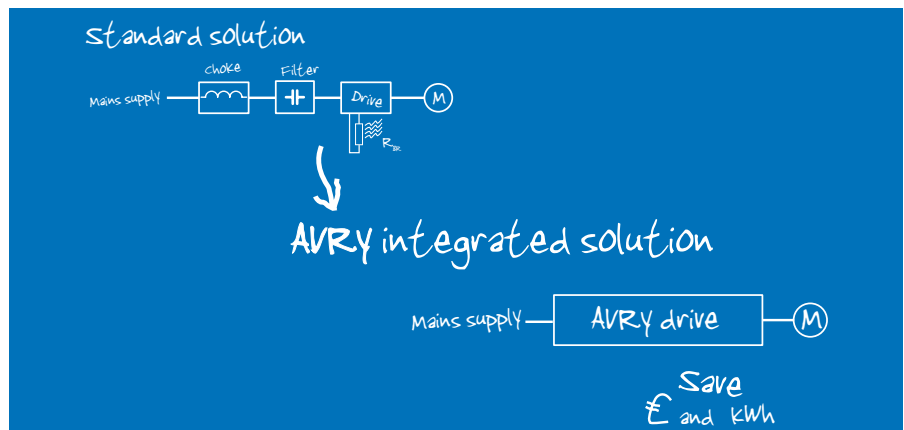 Standard solution
Choke
Filter
Mains supply
Drive
M
R
AVRY integrated solution
Mains supply
AVRY drive
M
Save
€ and kWh